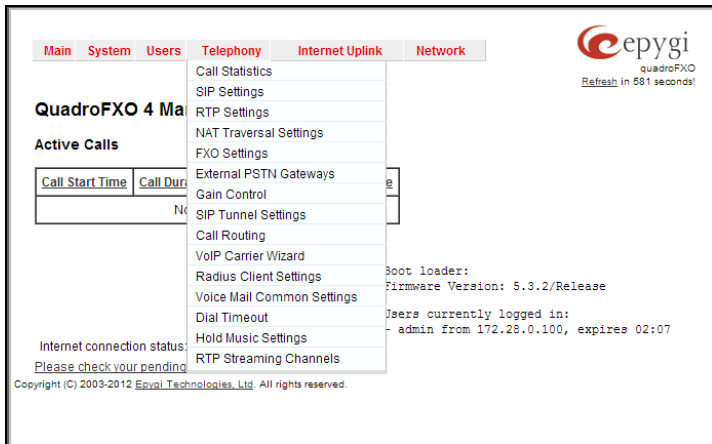 Main System Users Telephony Internet Uplink Network
epygi
quadroFXO
Refresh in 581 seconds!
Call Statistics
SIP Settings
RTP Settings
NAT Traversal Settings
FXO Settings
External PSTN Gateways
Gain Control
SIP Tunnel Settings
Call Routing
VoIP Carrier Wizard
Radius Client Settings
Voice Mail Common Settings
Dial Timeout
Hold Music Settings
RTP Streaming Channels
QuadroFXO 4 Ma
Active Calls
Call Start Time Call Dura
Boot loader:
Firmware Version: 5.3.2/Release
Users currently logged in:
- admin from 172.28.0.100, expires 02:07
Internet connection status:
Please check your pending
Copyright (C) 2003-2012 Epygi Technologies, Ltd. All rights reserved.